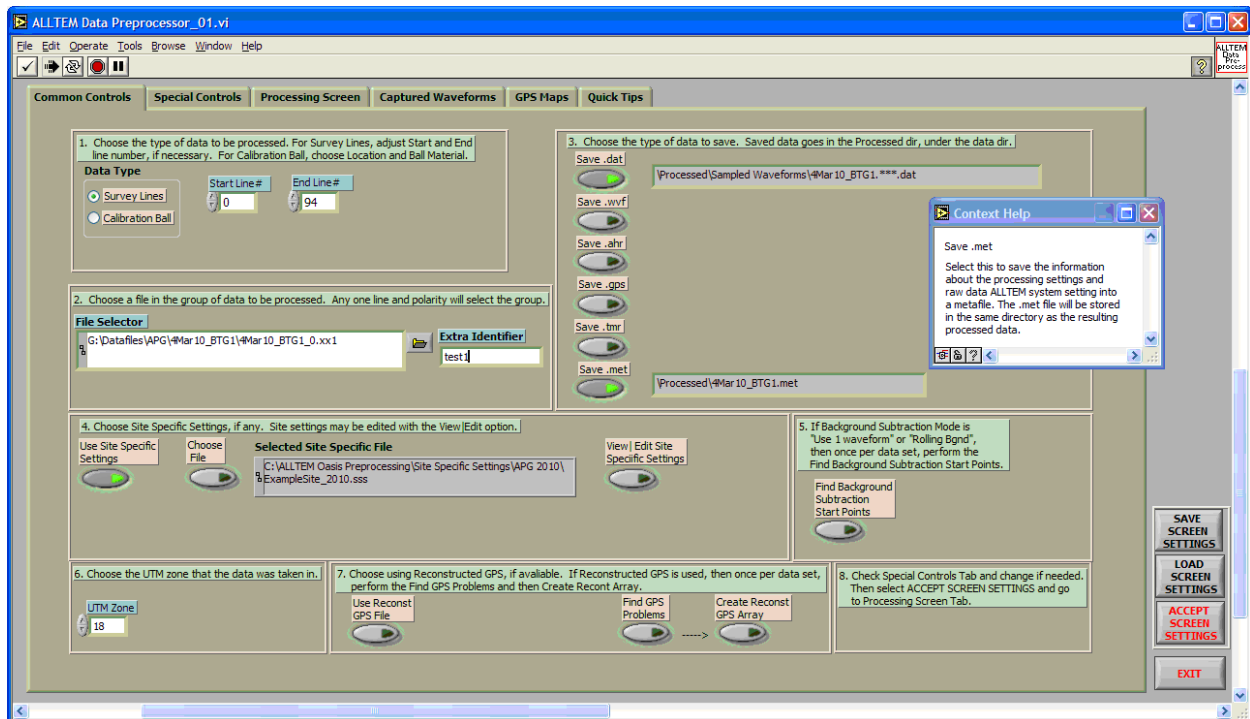 ALLTEM Data Preprocessor_01.vi
File Edit Operate Tools Browse Window Help
ALLTEM
Data
Pre-
process
Common Controls Special Controls Processing Screen Captured Waveforms GPS Maps Quick Tips
1. Choose the type of data to be processed. For Survey Lines, adjust Start and End
line number, if necessary. For Calibration Ball, choose Location and Ball Material.
Data Type
Survey Lines
Calibration Ball
Start Line#
0
End Line#
94
2. Choose a file in the group of data to be processed. Any one line and polarity will select the group.
File Selector
G:\Datafiles\APG\4Mar10_BTG1\4Mar10_BTG1_0.xx1
Extra Identifier
test1
3. Choose the type of data to save. Saved data goes in the Processed dir, under the data dir.
Save .dat
\Processed\Sampled Waveforms\4Mar10_BTG1.***.dat
Save .wvf
Save .ahr
Save .gps
Save .tmr
Save .met
\Processed\4Mar10_BTG1.met
Context Help
Save .met
Select this to save the information
about the processing settings and
raw data ALLTEM system setting into
a metafile. The .met file will be stored
in the same directory as the resulting
processed data.
4. Choose Site Specific Settings, if any. Site settings may be edited with the View|Edit option.
Use Site Specific
Settings
Choose
File
Selected Site Specific File
C:\ALLTEM Oasis Preprocessing\Site Specific Settings\APG 2010\
ExampleSite_2010.sss
View| Edit Site
Specific Settings
5. If Background Subtraction Mode is
"Use 1 waveform" or "Rolling Bgnd",
then once per data set, perform the
Find Background Subtraction Start Points.
Find Background
Subtraction
Start Points
6. Choose the UTM zone that the data was taken in.
UTM Zone
18
7. Choose using Reconstructed GPS, if avaliable. If Reconstructed GPS is used, then once per data set,
perform the Find GPS Problems and then Create Recont Array.
Use Reconst
GPS File
Find GPS
Problems
----->
Create Reconst
GPS Array
8. Check Special Controls Tab and change if needed.
Then select ACCEPT SCREEN SETTINGS and go
to Processing Screen Tab.
SAVE
SCREEN
SETTINGS
LOAD
SCREEN
SETTINGS
ACCEPT
SCREEN
SETTINGS
EXIT